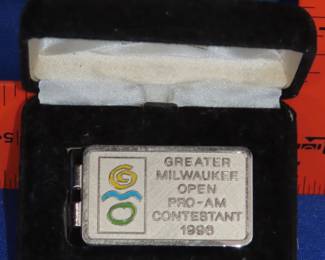 GREATER
MILWAUKEE
OPEN
PRO-AM
CONTESTANT
1996